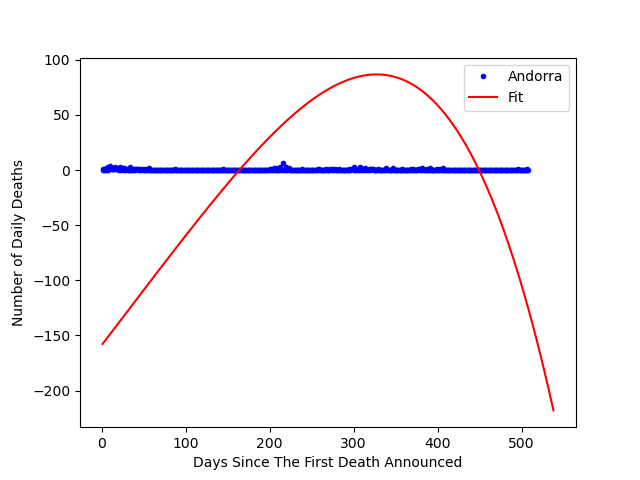 Andorra
Fit
100
50
0
−50
−100
−150
−200
Number of Daily Deaths
0 100 200 300 400 500
Days Since The First Death Announced